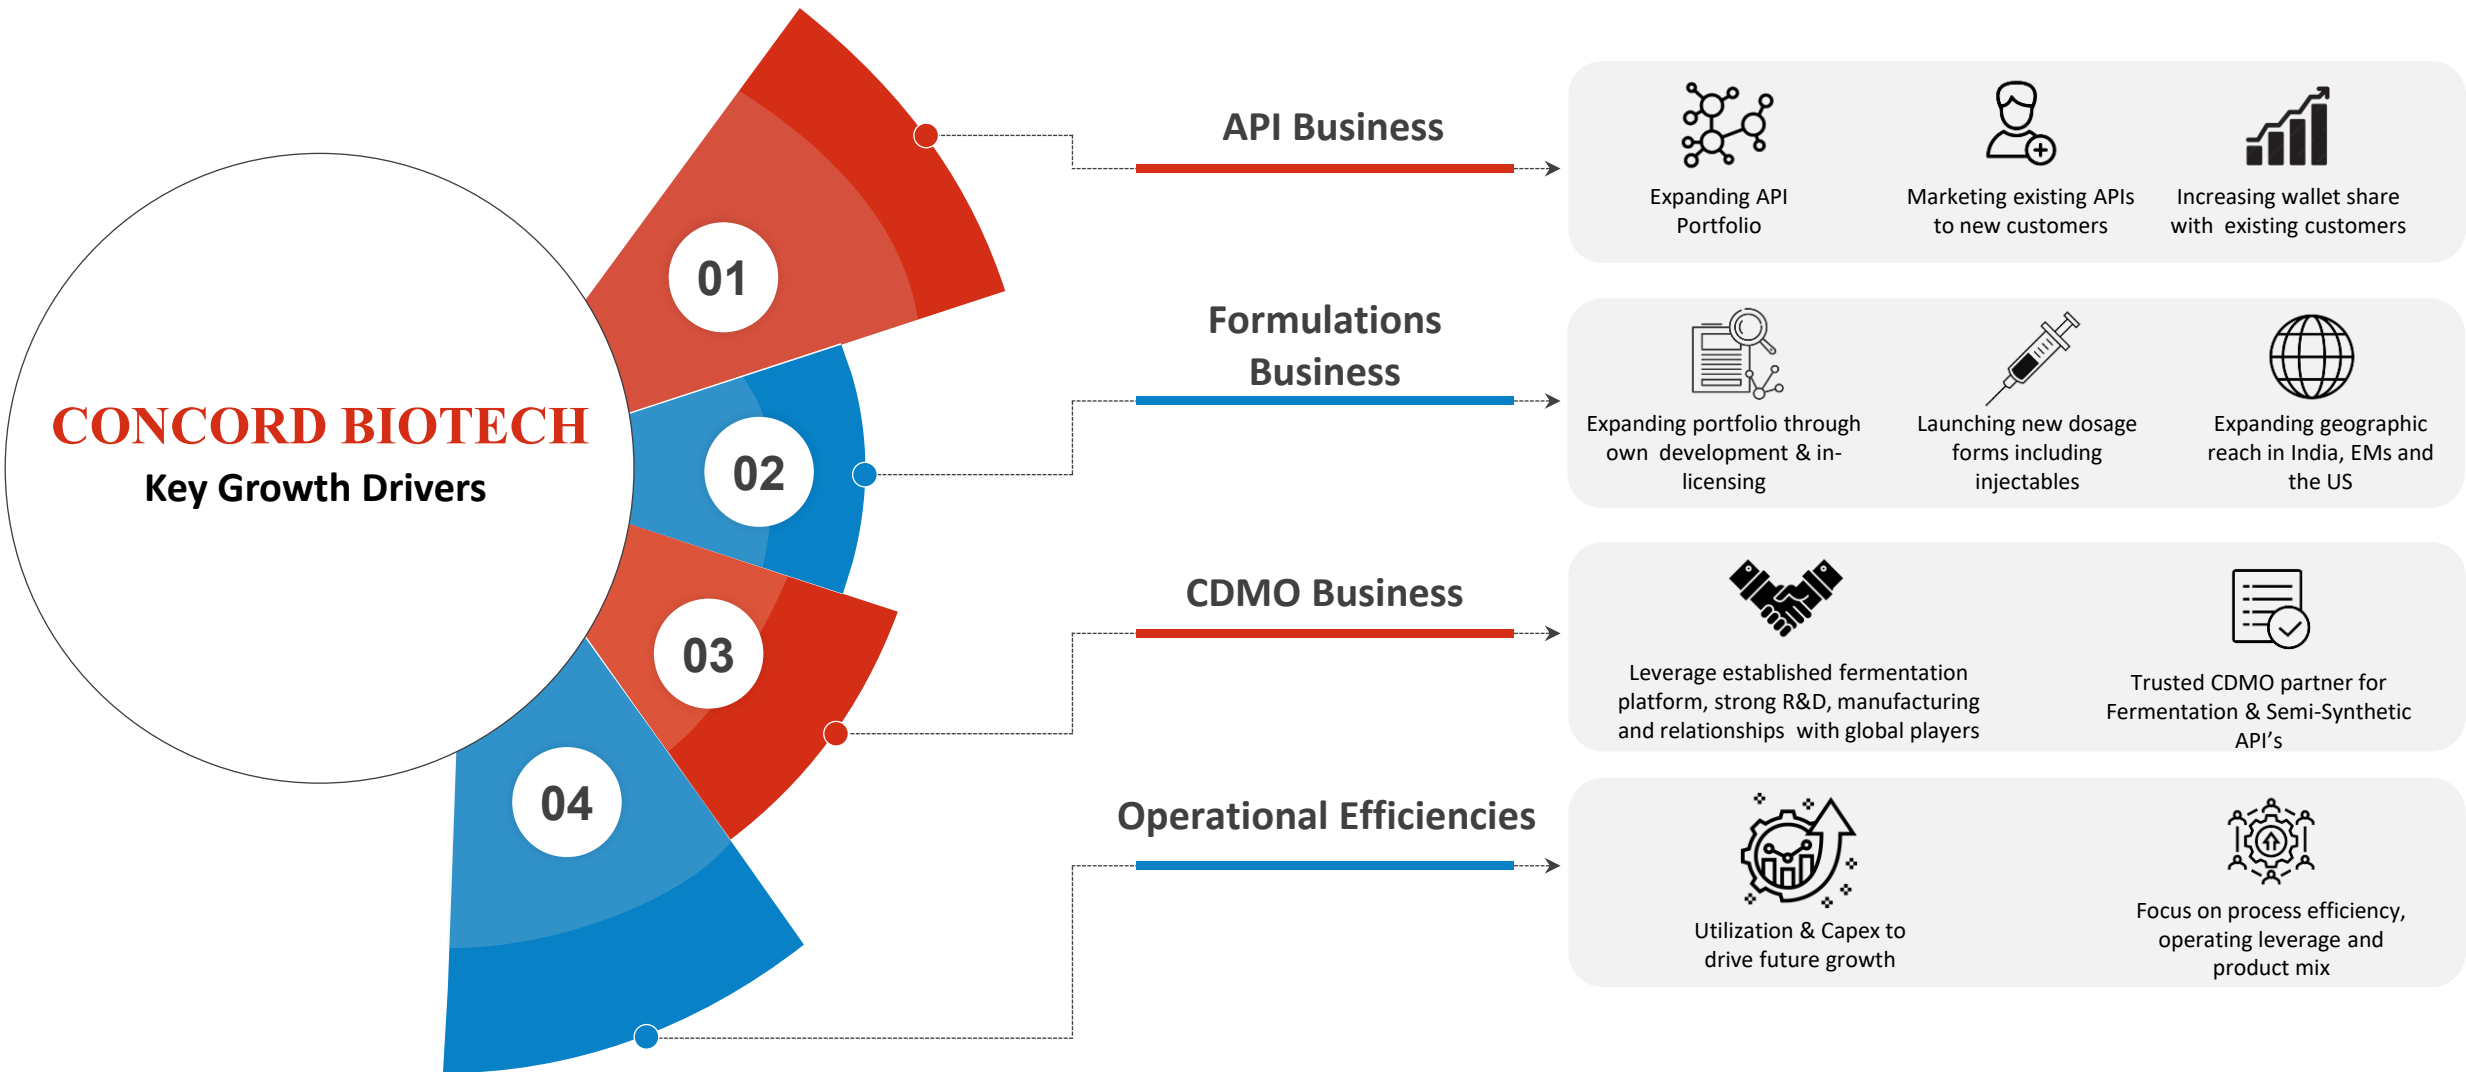 CONCORD BIOTECH
Key Growth Drivers
01
API Business
Expanding API
Portfolio
Marketing existing APIs
to new customers
Increasing wallet share
with existing customers
02
Formulations
Business
Expanding portfolio through
own development & in-
licensing
Launching new dosage
forms including
injectables
Expanding geographic
reach in India, EMs and
the US
03
CDMO Business
Leverage established fermentation
platform, strong R&D, manufacturing
and relationships with global players
Trusted CDMO partner for
Fermentation & Semi-Synthetic
API’s
04
Operational Efficiencies
Utilization & Capex to
drive future growth
Focus on process efficiency,
operating leverage and
product mix